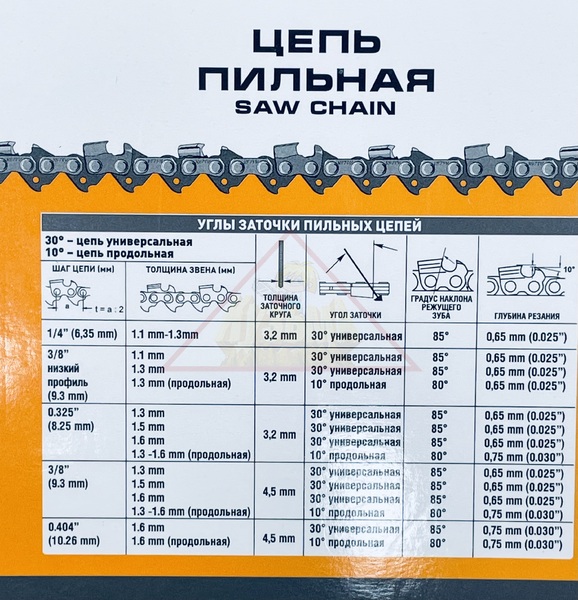 ЦЕПЬ
ПИЛЬНАЯ
SAW CHAIN
УГЛЫ ЗАТОЧКИ ПИЛЬНЫХ ЦЕПЕЙ
30° – цепь универсальная
10° – цепь продольная
ШАГ ЦЕПИ (мм)
a
t = a : 2
ТОЛЩИНА ЗВЕНА (мм)
ТОЛЩИНА
ЗАТОЧНОГО
КРУГА
УГОЛ ЗАТОЧКИ
ГРАДУС НАКЛОНА
РЕЖУЩЕГО
ЗУБА
10°
ГЛУБИНА РЕЗАНИЯ
1/4” (6,35 mm) 1.1 mm-1.3mm 3,2 mm 30° универсальная 85° 0,65 mm (0.025”)
3/8” 1.1 mm 30° универсальная 85° 0,65 mm (0.025”)
низкий 1.3 mm 3,2 mm 30° универсальная 85° 0,65 mm (0.025”)
профиль 1.3 mm (продольная) 10° продольная 80° 0,65 mm (0.025”)
(9.3 mm)
0.325” 1.3 mm 30° универсальная 85° 0,65 mm (0.025”)
(8.25 mm) 1.5 mm 3,2 mm 30° универсальная 85° 0,65 mm (0.025”)
1.6 mm 30° универсальная 85° 0,65 mm (0.025”)
1.3 -1.6 mm (продольная) 10° продольная 80° 0,75 mm (0.030”)
3/8” 1.3 mm 30° универсальная 85° 0,65 mm (0.025”)
(9.3 mm) 1.5 mm 4,5 mm 30° универсальная 85° 0,65 mm (0.025”)
1.6 mm 30° универсальная 85° 0,65 mm (0.025”)
1.3 -1.6 mm (продольная) 10° продольная 80° 0,75 mm (0.030”)
0.404” 1.6 mm 4,5 mm 30° универсальная 85° 0,75 mm (0.030”)
(10.26 mm) 1.6 mm (продольная) 10° продольная 80° 0,75 mm (0.030”)